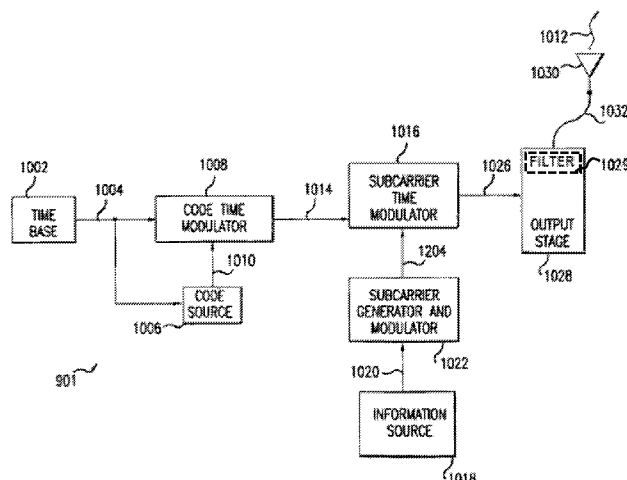 1012
1030
1032
1016
1002
1004
1008
1026
FILTER
1029
1014
TIME
BASE
CODE TIME
MODULATOR
SUBCARRIER
TIME
MODULATOR
OUTPUT
STAGE
1010
1204
1028
CODE
SOURCE
1006
SUBCARRIER
GENERATOR AND
MODULATOR
1022
1020
901
INFORMATION
SOURCE
1018